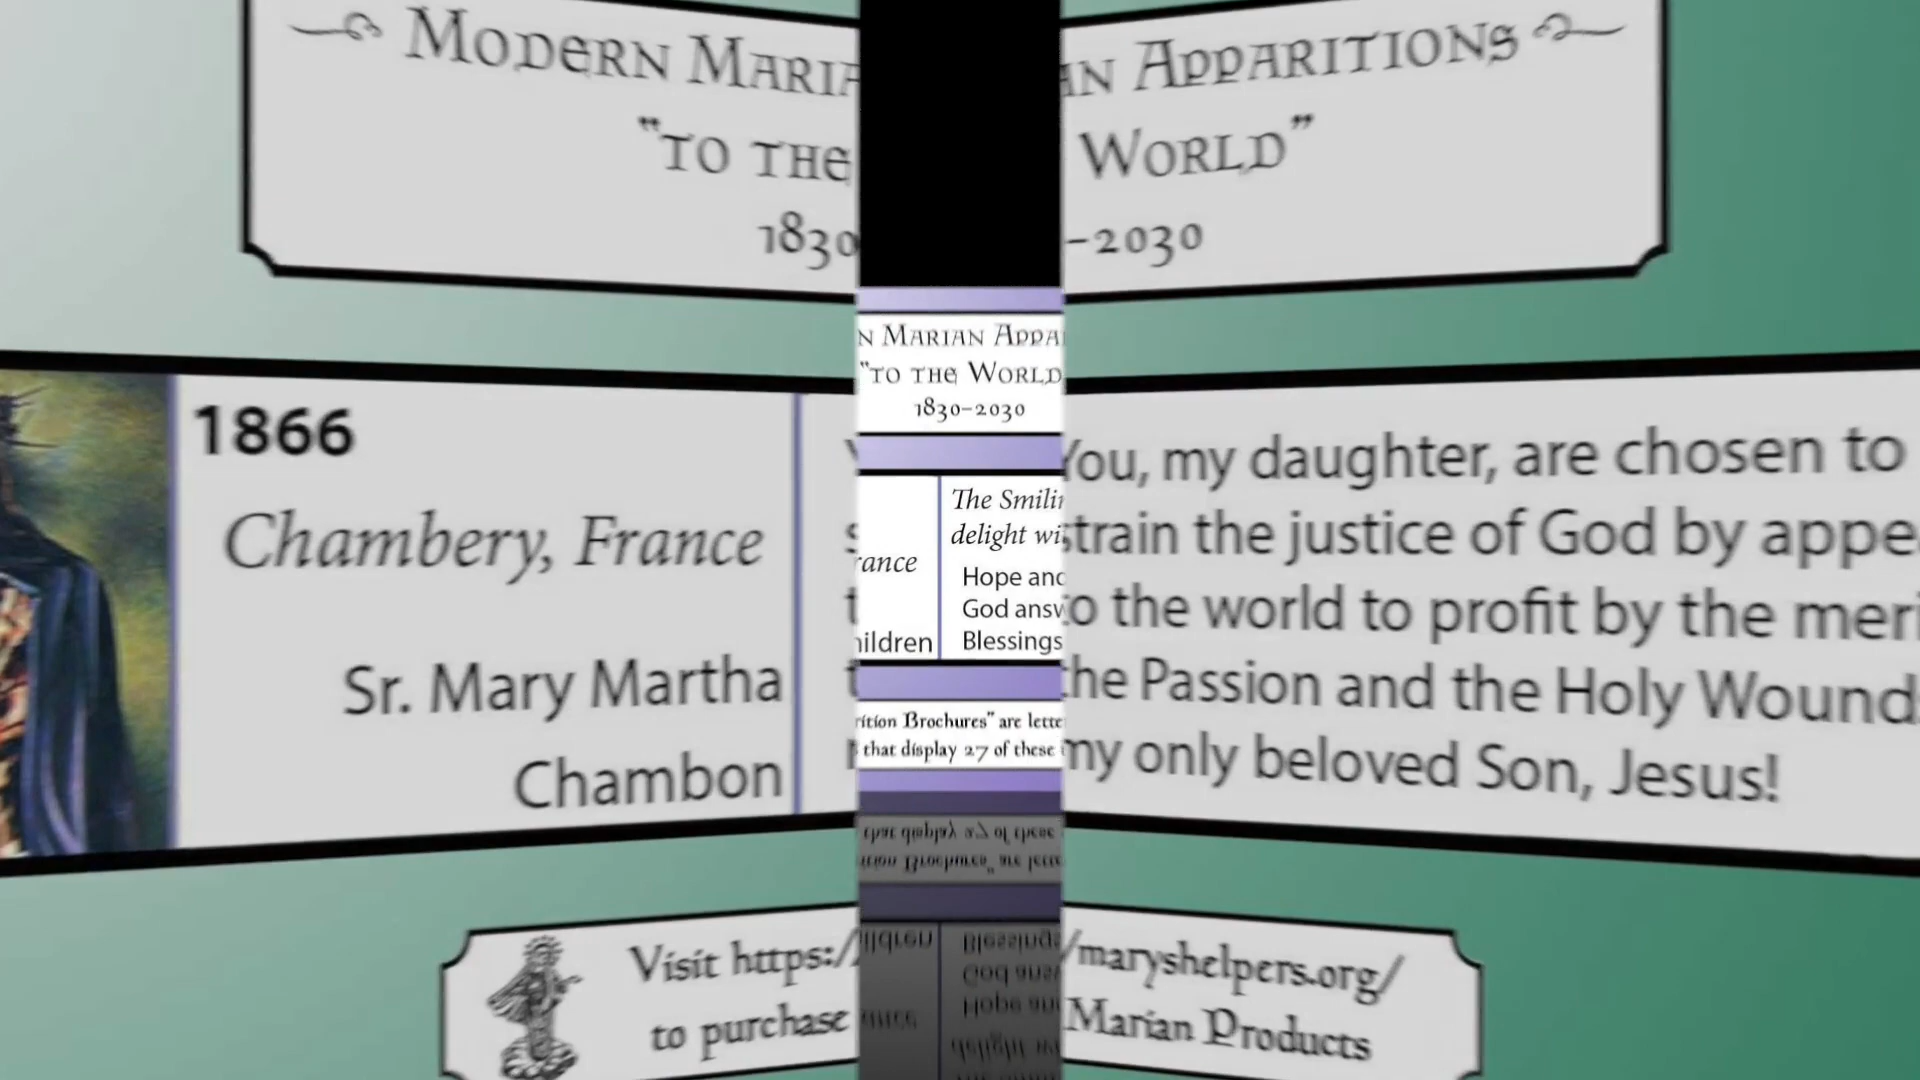 Modern Maria
n Apparitions
"to the
World"
1830
–2030
n Marian Appa
"to the World
1830–2030
1866
Chambery, France
Sr. Mary Martha
Chambon
You, my daughter, are chosen to
strain the justice of God by appe
to the world to profit by the meri
the Passion and the Holy Wound
my only beloved Son, Jesus!
rance
hildren
The Smilin
delight wi
Hope and
God answ
Blessings
rition Brochures" are lette
that display 27 of these
Visit https:/
/maryshelpers.org/
to purchase
Marian Products